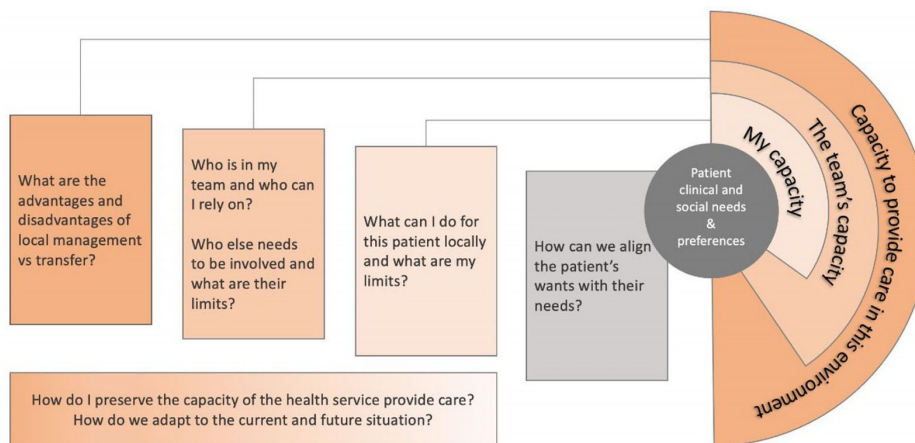 What are the
advantages and
disadvantages of
local management
vs transfer?
Who is in my
team and who can
I rely on?
Who else needs
to be involved and
what are their
limits?
What can I do for
this patient locally
and what are my
limits?
How can we align
the patient's
wants with their
needs?
Patient
clinical and
social needs
&
preferences
My capacity
The team's capacity
Capacity to provide care in this environment
How do I preserve the capacity of the health service provide care?
How do we adapt to the current and future situation?